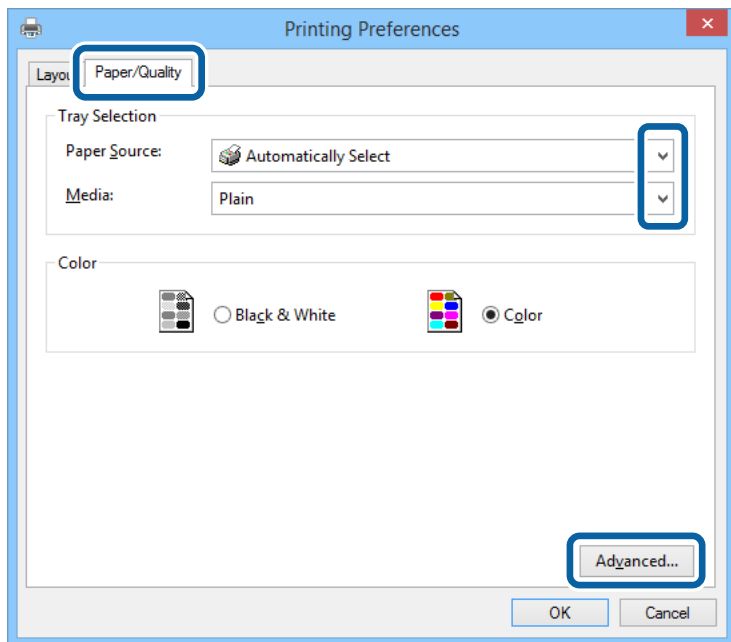 Printing Preferences
Layou
Paper/Quality
Tray Selection
Paper Source:
Automatically Select
Media:
Plain
Color
Black & White
Color
Advanced...
OK
Cancel